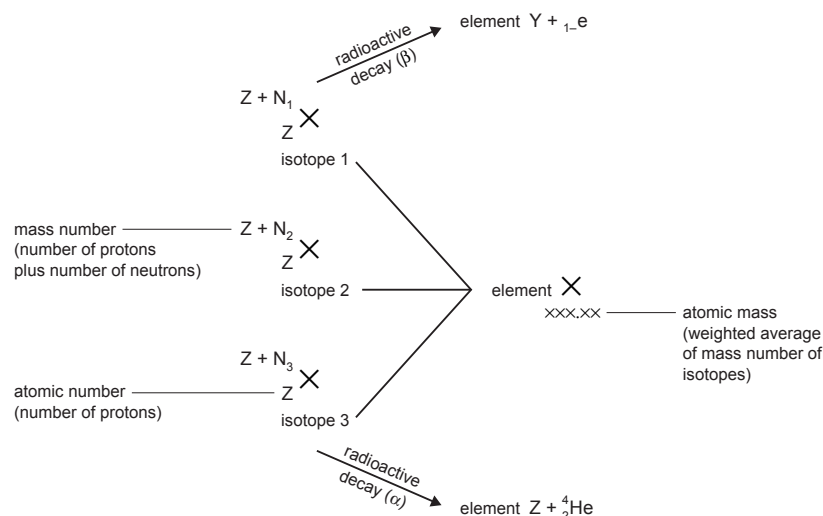 element Y + ₁₋e
radioactive
decay (β)
Z + N₁
Z X
isotope 1
mass number
(number of protons
plus number of neutrons)
Z + N₂
Z X
isotope 2
element X
xxx.xx
atomic mass
(weighted average
of mass number of
isotopes)
Z + N₃
Z X
atomic number
(number of protons)
isotope 3
radioactive
decay (α)
element Z + ⁴₂He